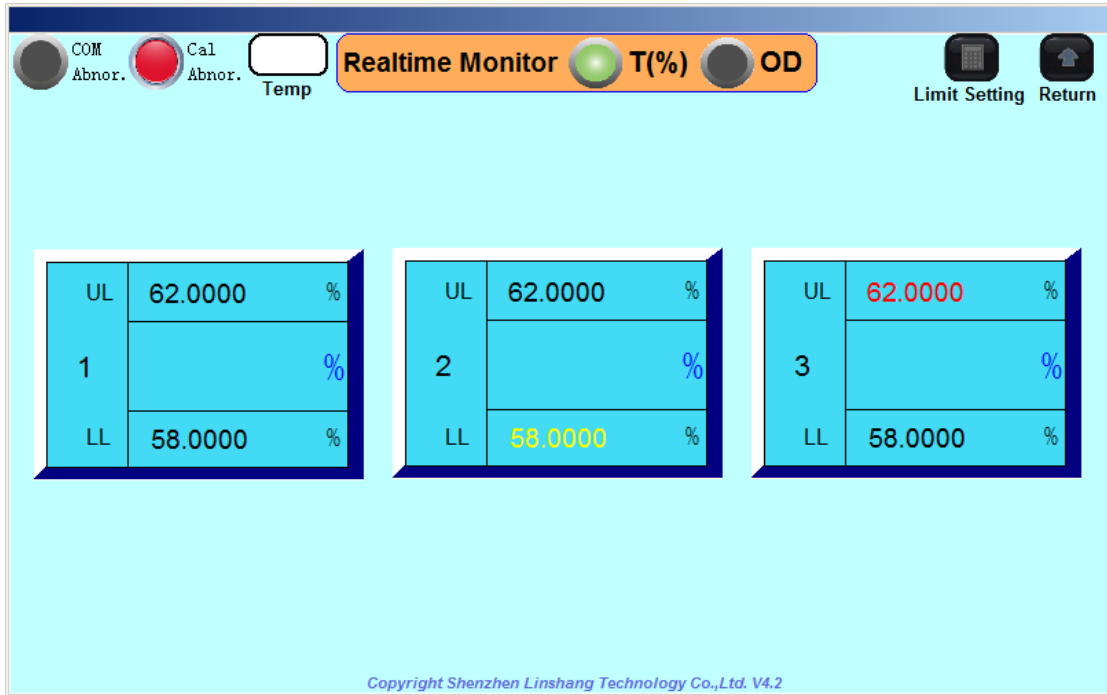 COM
Abnor.
Cal
Abnor.
Temp
Realtime Monitor T(%) OD
Limit Setting Return
UL 62.0000 %
1 %
LL 58.0000 %
UL 62.0000 %
2 %
LL 58.0000 %
UL 62.0000 %
3 %
LL 58.0000 %
Copyright Shenzhen Linshang Technology Co.,Ltd. V4.2